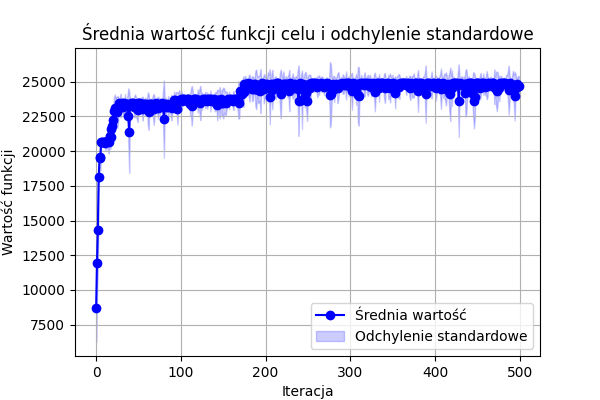 Średnia wartość funkcji celu i odchylenie standardowe
Wartość funkcji
25000
22500
20000
17500
15000
12500
10000
7500
0 100 200 300 400 500
Iteracja
Średnia wartość
Odchylenie standardowe